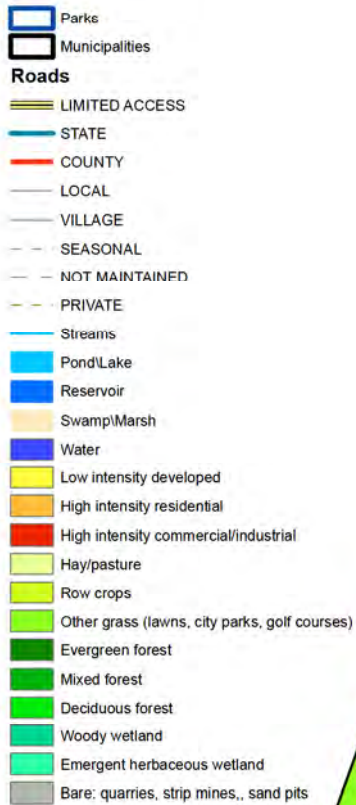 Parks
Municipalities
Roads
LIMITED ACCESS
STATE
COUNTY
LOCAL
VILLAGE
SEASONAL
NOT MAINTAINED
PRIVATE
Streams
Pond\Lake
Reservoir
Swamp\Marsh
Water
Low intensity developed
High intensity residential
High intensity commercial/industrial
Hay/pasture
Row crops
Other grass (lawns, city parks, golf courses)
Evergreen forest
Mixed forest
Deciduous forest
Woody wetland
Emergent herbaceous wetland
Bare: quarries, strip mines,, sand pits